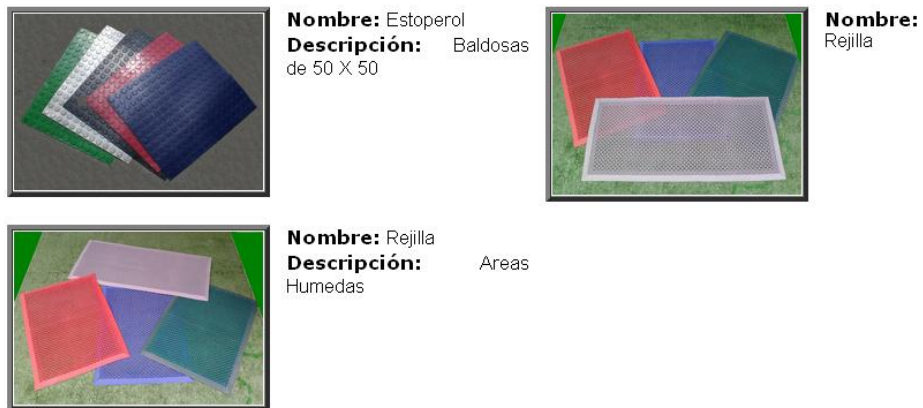 Nombre: Estoperol
Descripción: Baldosas
de 50 X 50
Nombre:
Rejilla
Nombre: Rejilla
Descripción: Areas
Humedas